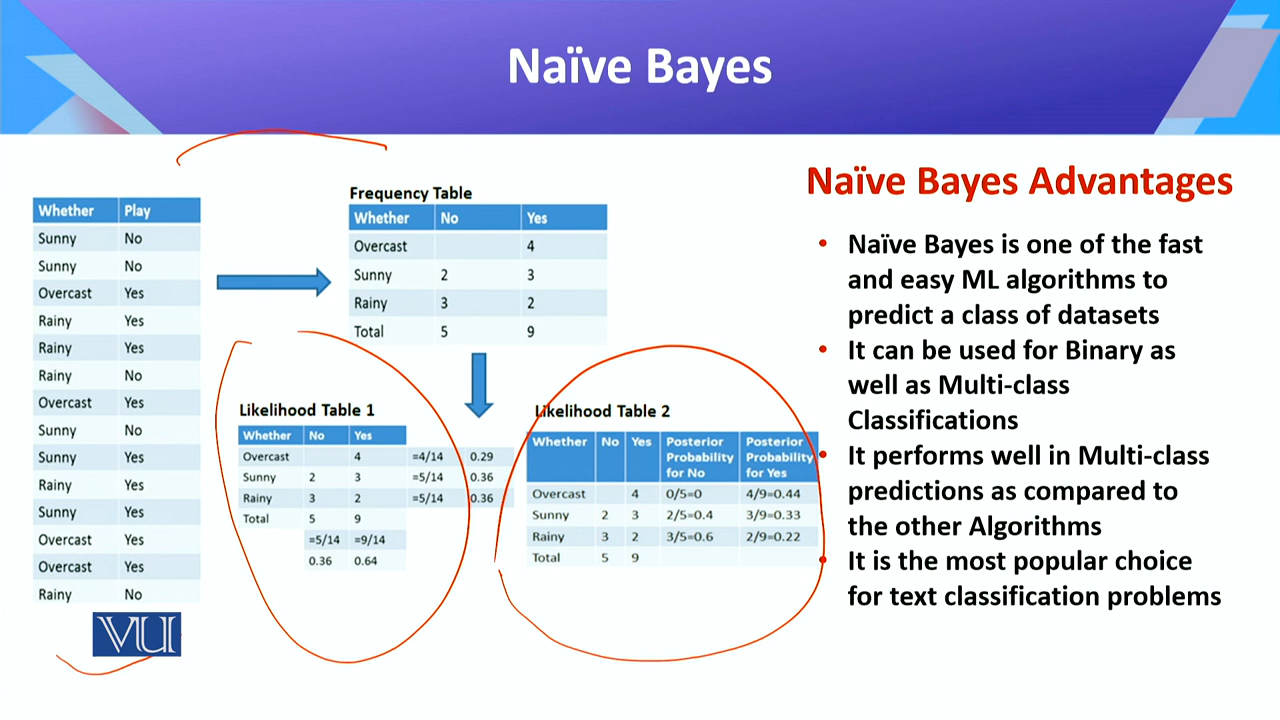 Naïve Bayes
Whether Play
Sunny No
Sunny No
Overcast Yes
Rainy Yes
Rainy Yes
Rainy No
Overcast Yes
Sunny No
Sunny Yes
Rainy Yes
Sunny Yes
Overcast Yes
Overcast Yes
Rainy No
VU
Frequency Table
Whether No Yes
Overcast 4
Sunny 2 3
Rainy 3 2
Total 5 9
Likelihood Table 1
Whether No Yes
Overcast 4 =4/14 0.29
Sunny 2 3 =5/14 0.36
Rainy 3 2 =5/14 0.36
Total 5 9
=5/14 =9/14
0.36 0.64
Likelihood Table 2
Whether No Yes Posterior Posterior
Probability Probability
for No for Yes
Overcast 4 0/5=0 4/9=0.44
Sunny 2 3 2/5=0.4 3/9=0.33
Rainy 3 2 3/5=0.6 2/9=0.22
Total 5 9
Naïve Bayes Advantages
• Naïve Bayes is one of the fast
and easy ML algorithms to
predict a class of datasets
• It can be used for Binary as
well as Multi-class
Classifications
• It performs well in Multi-class
predictions as compared to
the other Algorithms
• It is the most popular choice
for text classification problems